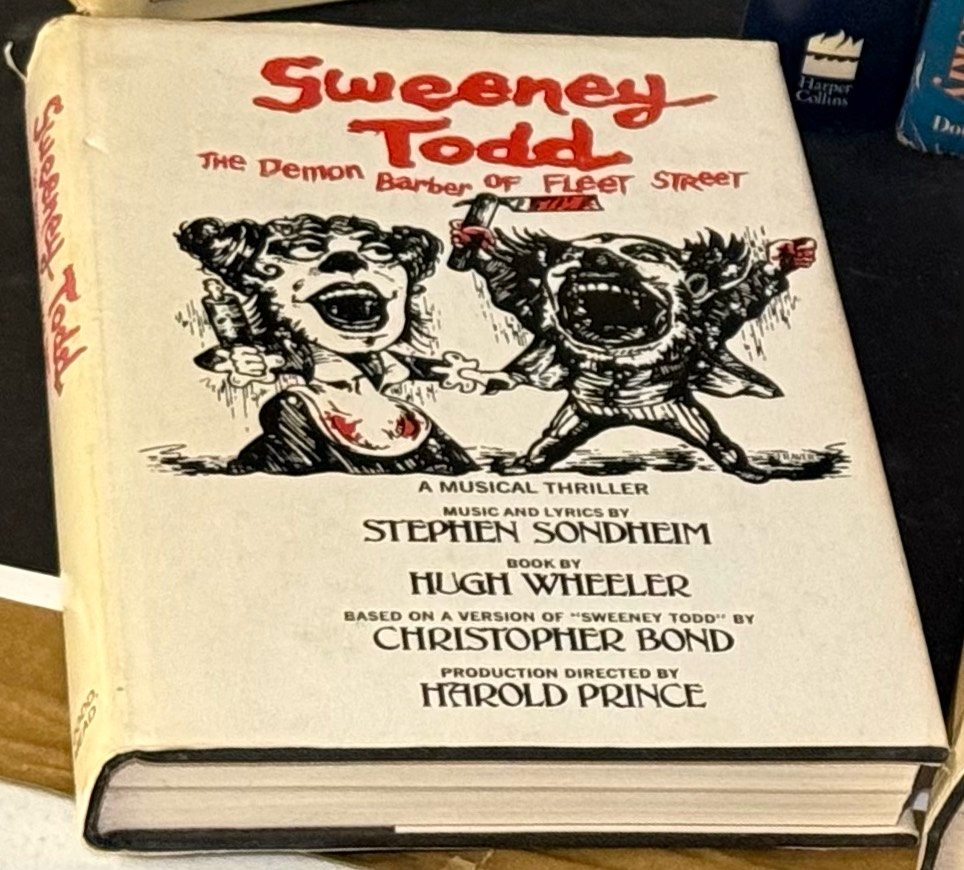 Sweeney
Todd
THE Demon Barber OF FLEET STREET
A MUSICAL THRILLER
MUSIC AND LYRICS BY
STEPHEN SONDHEIM
BOOK BY
HUGH WHEELER
BASED ON A VERSION OF "SWEENEY TODD" BY
CHRISTOPHER BOND
PRODUCTION DIRECTED BY
HAROLD PRINCE
Sweeney Todd
Harper
Collins